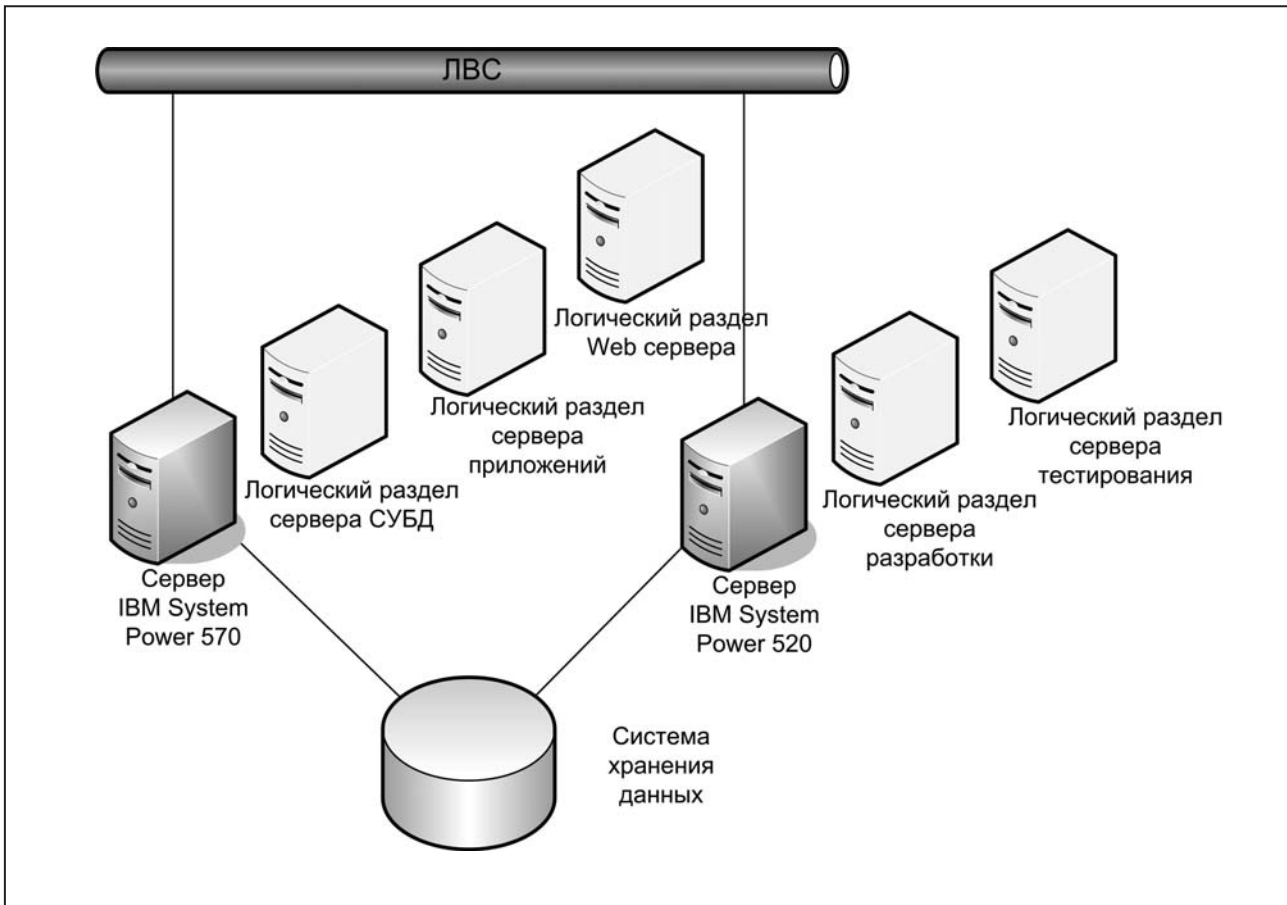 ЛВС
Логический раздел
Web сервера
Логический раздел
сервера
приложений
Логический раздел
сервера СУБД
Сервер
IBM System
Power 570
Логический раздел
сервера
тестирования
Логический раздел
сервера
разработки
Сервер
IBM System
Power 520
Система
хранения
данных